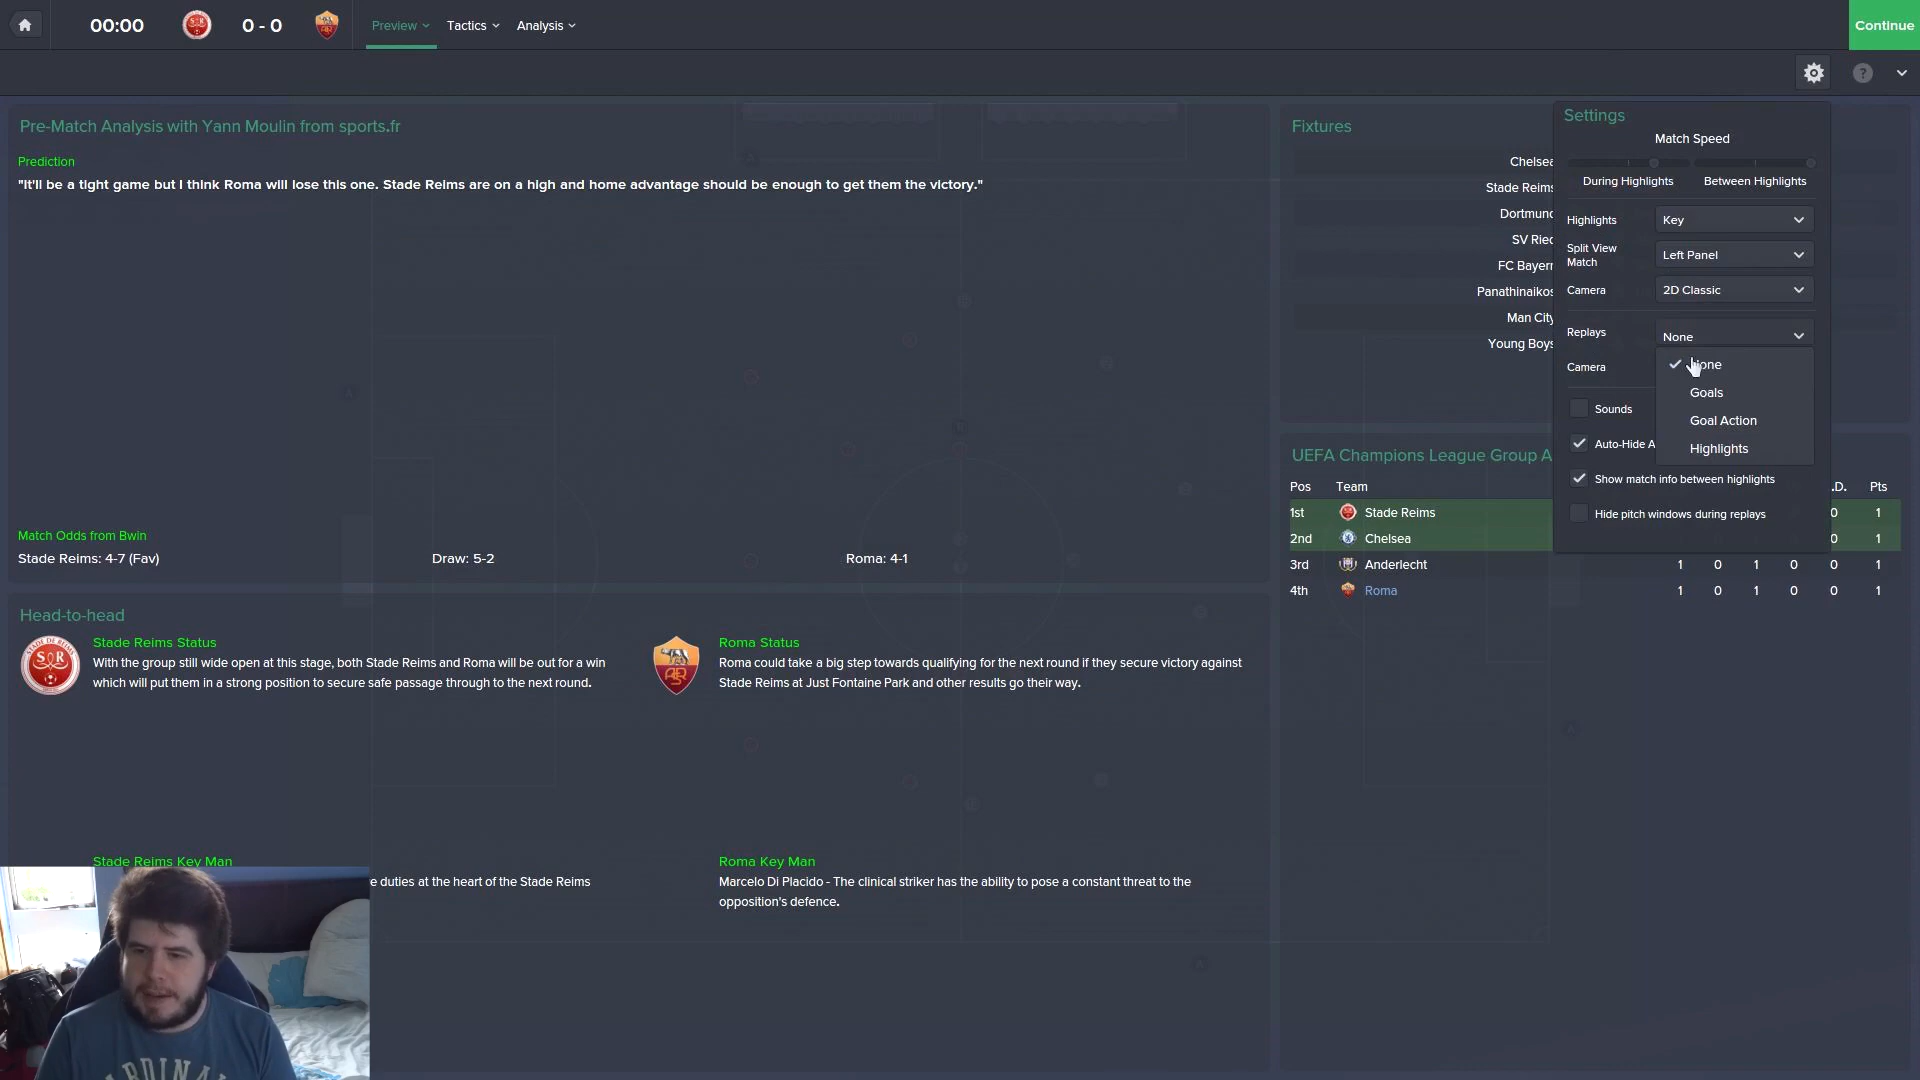 00:00
0 - 0
Preview
Tactics
Analysis
Continue
?
Pre-Match Analysis with Yann Moulin from sports.fr
Prediction
"It'll be a tight game but I think Roma will lose this one. Stade Reims are on a high and home advantage should be enough to get them the victory."
Match Odds from Bwin
Stade Reims: 4-7 (Fav)
Draw: 5-2
Roma: 4-1
Head-to-head
Stade Reims Status
With the group still wide open at this stage, both Stade Reims and Roma will be out for a win
which will put them in a strong position to secure safe passage through to the next round.
Roma Status
Roma could take a big step towards qualifying for the next round if they secure victory against
Stade Reims at Just Fontaine Park and other results go their way.
Stade Reims Key Man
e duties at the heart of the Stade Reims
Roma Key Man
Marcelo Di Placido - The clinical striker has the ability to pose a constant threat to the
opposition's defence.
Fixtures
Chelsea
Stade Reims
Dortmund
SV Ried
FC Bayern
Panathinaikos
Man City
Young Boys
UEFA Champions League Group A
Pos Team .D. Pts
1st Stade Reims 0 1
2nd Chelsea 0 1
3rd Anderlecht 1 0 1 0 0 1
4th Roma 1 0 1 0 0 1
Settings
Match Speed
During Highlights
Between Highlights
Highlights Key
Split View
Match
Left Panel
Camera 2D Classic
Replays None
Camera
None
Goals
Goal Action
Highlights
Sounds
Auto-Hide A
Show match info between highlights
Hide pitch windows during replays